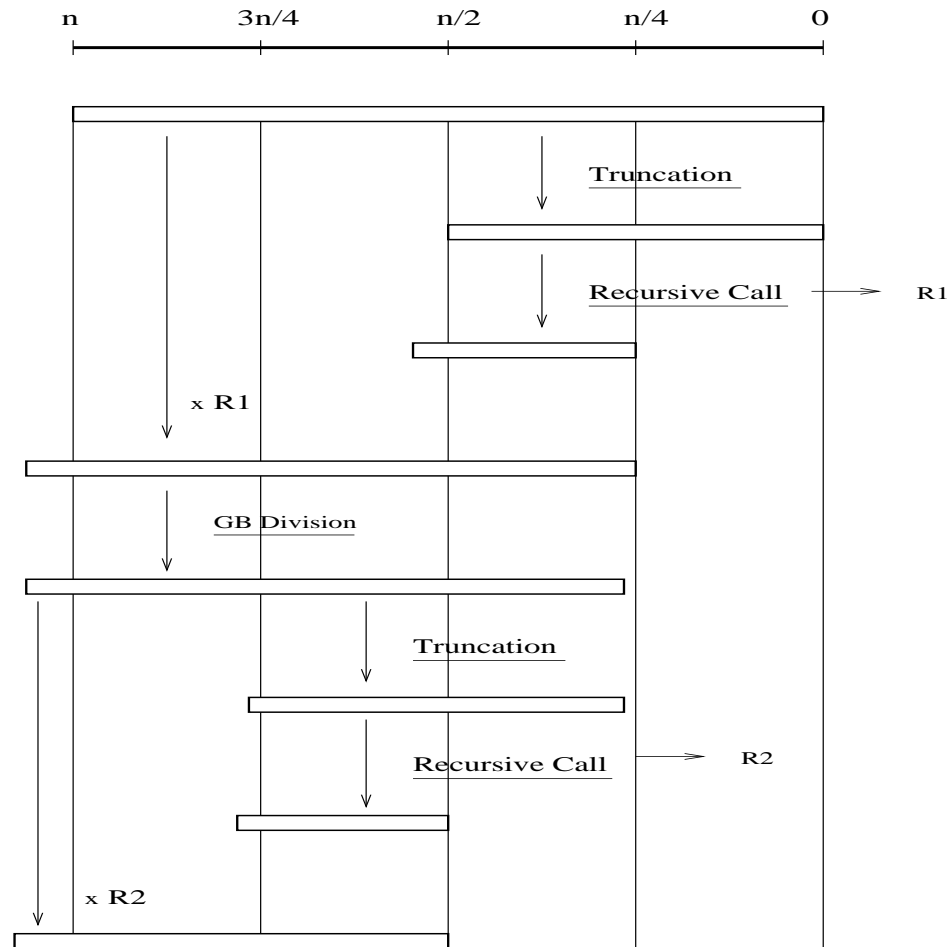 n 3n/4 n/2 n/4 0
Truncation
Recursive Call R1
x R1
GB Division
Truncation
Recursive Call R2
x R2